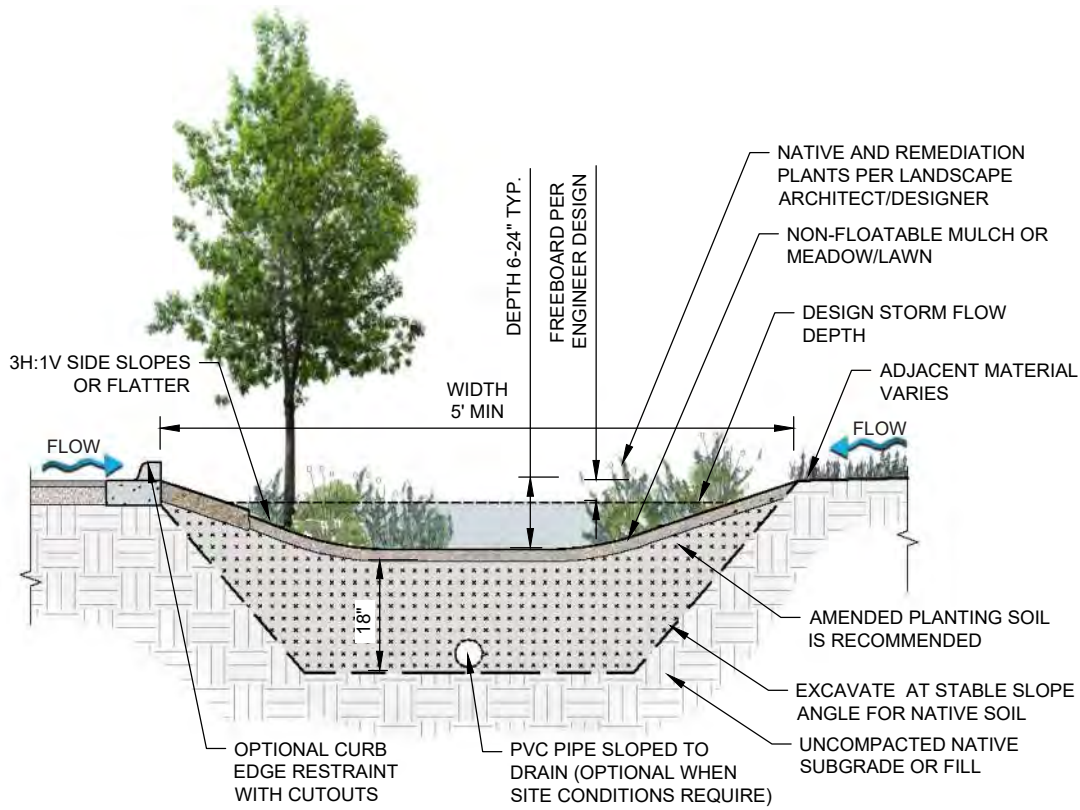 DEPTH 6-24" TYP.
FREEBOARD PER
ENGINEER DESIGN
NATIVE AND REMEDIATION
PLANTS PER LANDSCAPE
ARCHITECT/DESIGNER
NON-FLOATABLE MULCH OR
MEADOW/LAWN
DESIGN STORM FLOW
DEPTH
3H:1V SIDE SLOPES
OR FLATTER
WIDTH
5' MIN
ADJACENT MATERIAL
VARIES
FLOW
FLOW
18"
AMENDED PLANTING SOIL
IS RECOMMENDED
EXCAVATE AT STABLE SLOPE
ANGLE FOR NATIVE SOIL
UNCOMPACTED NATIVE
SUBGRADE OR FILL
OPTIONAL CURB
EDGE RESTRAINT
WITH CUTOUTS
PVC PIPE SLOPED TO
DRAIN (OPTIONAL WHEN
SITE CONDITIONS REQUIRE)